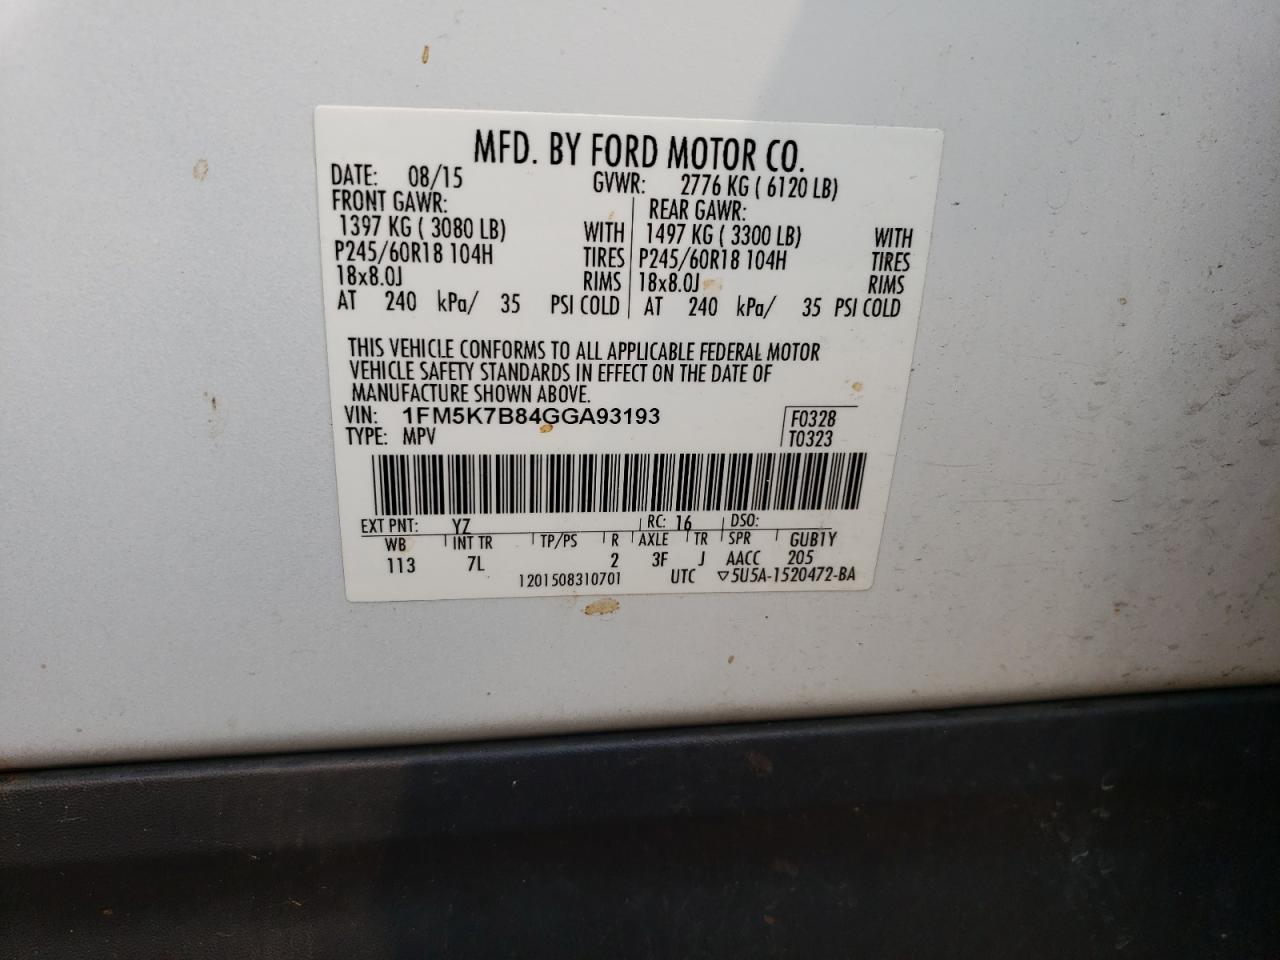 MFD. BY FORD MOTOR CO.
DATE: 08/15 GVWR: 2776 KG ( 6120 LB)
FRONT GAWR: REAR GAWR:
1397 KG ( 3080 LB) WITH 1497 KG ( 3300 LB) WITH
P245/60R18 104H TIRES P245/60R18 104H TIRES
18x8.0J RIMS 18x8.0J RIMS
AT 240 kPa/ 35 PSI COLD AT 240 kPa/ 35 PSI COLD
THIS VEHICLE CONFORMS TO ALL APPLICABLE FEDERAL MOTOR
VEHICLE SAFETY STANDARDS IN EFFECT ON THE DATE OF
MANUFACTURE SHOWN ABOVE.
VIN: 1FM5K7B84GGA93193 F0328
TYPE: MPV T0323
EXT PNT: YZ RC: 16 DSO:
WB INT TR TP/PS R AXLE TR SPR GUB1Y
113 7L 2 3F J AACC 205
1201508310701 UTC ▽5U5A-1520472-BA